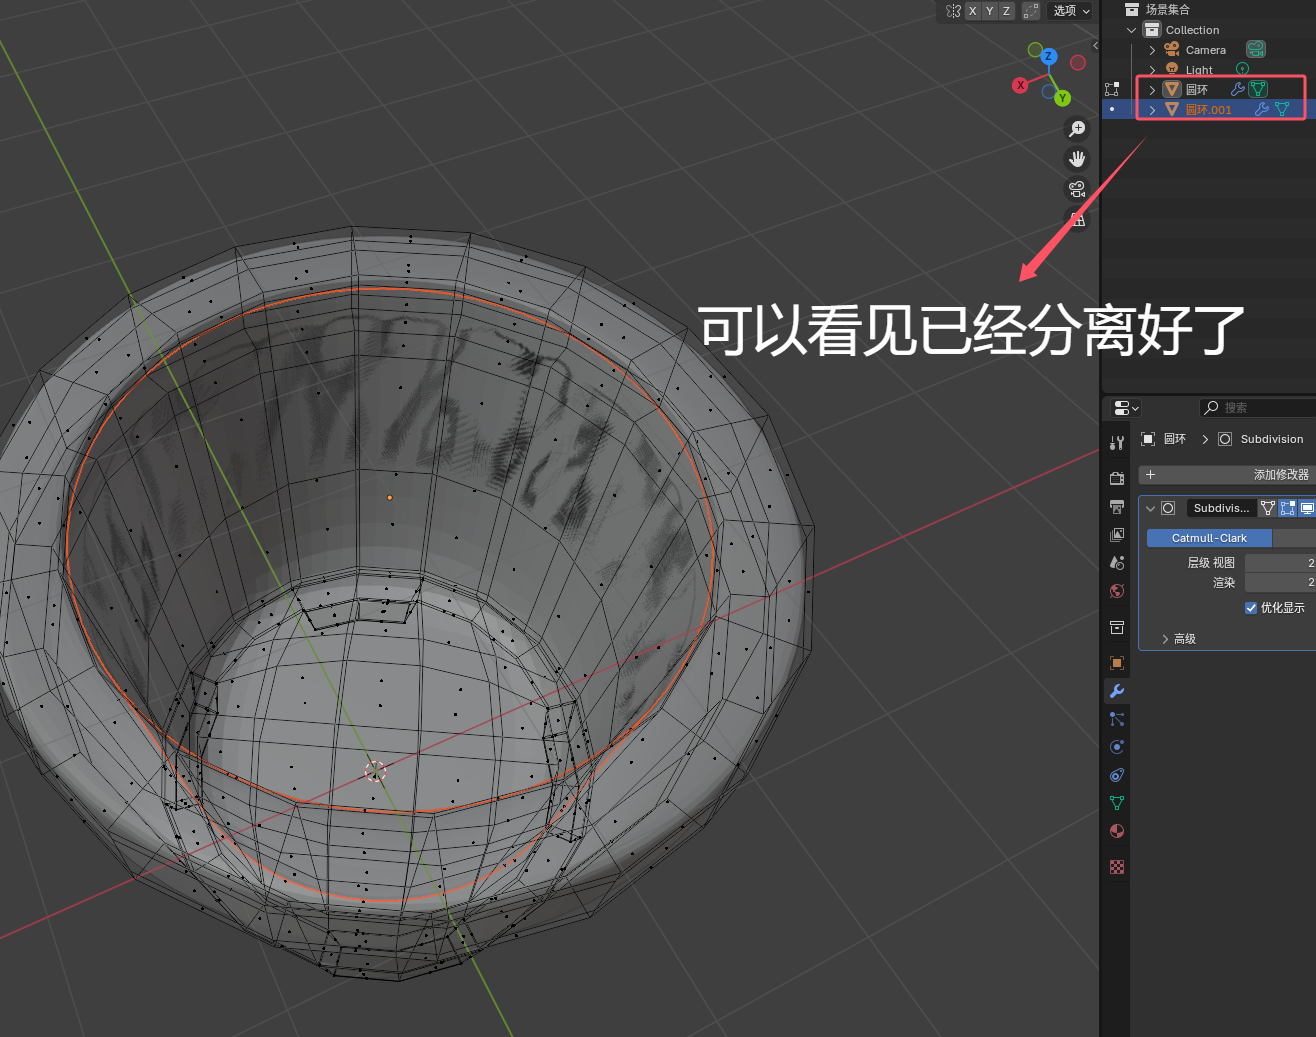 X Y Z 选项
场景集合
Collection
Camera
Light
圆环
圆环.001
Z
X
Y
可以看见已经分离好了
搜索
圆环 > Subdivision
+ 添加修改器
Subdivis...
Catmull-Clark
层级 视图 2
渲染 2
优化显示
高级